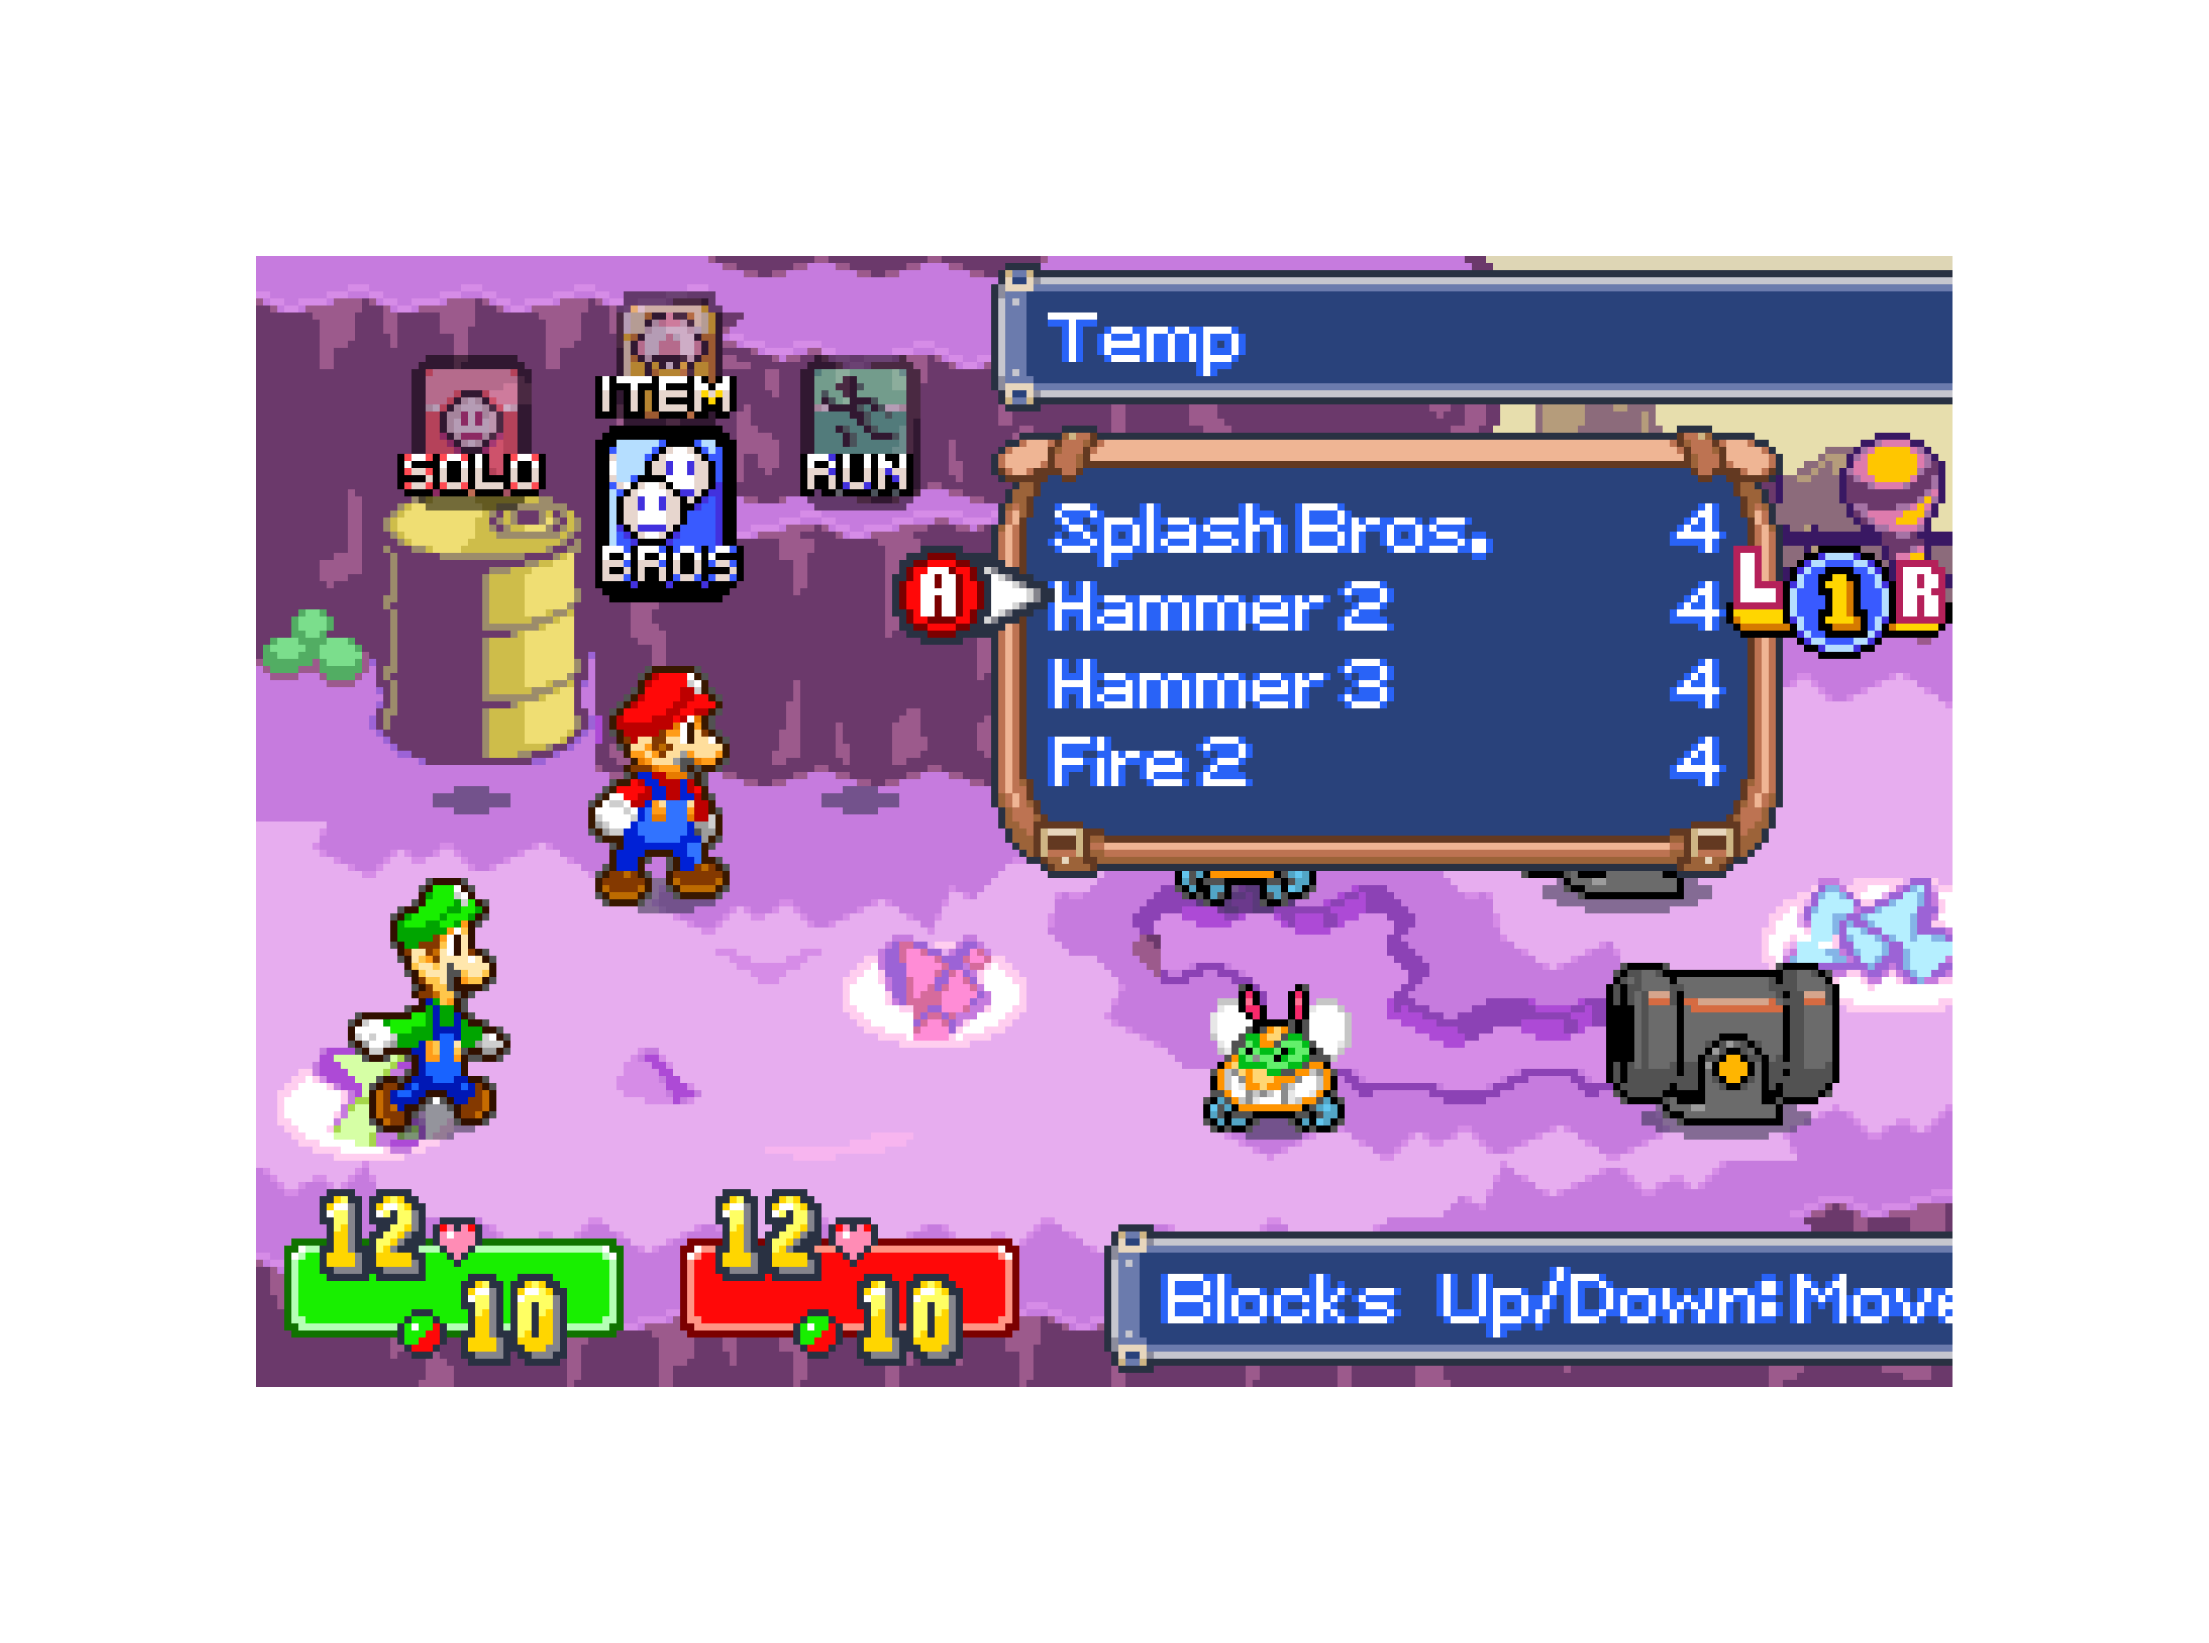 Temp
ITEM
SOLO
RUN
BROS
Splash Bros. 4
A Hammer 2 4
L 1 R
Hammer 3 4
Fire 2 4
12
10
12
10
Blocks Up/Down:Move